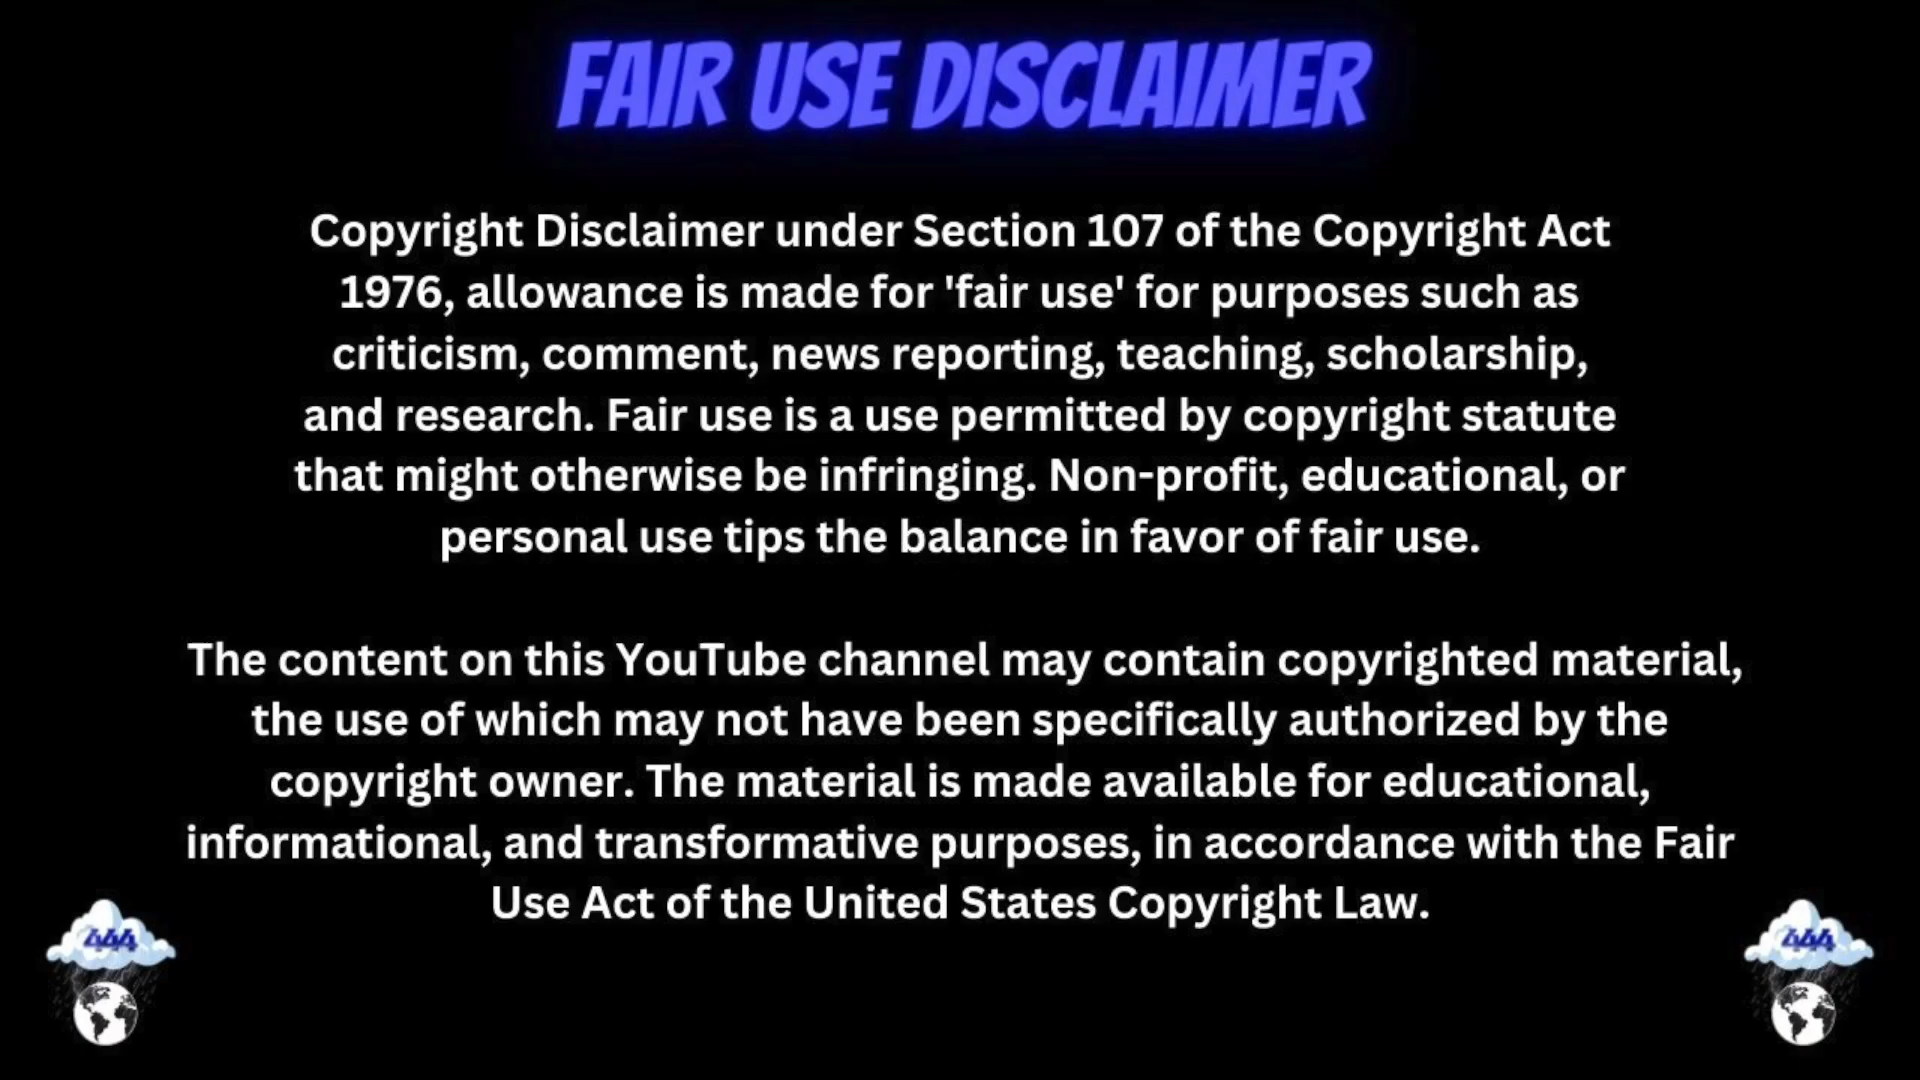 FAIR USE DISCLAIMER
Copyright Disclaimer under Section 107 of the Copyright Act
1976, allowance is made for 'fair use' for purposes such as
criticism, comment, news reporting, teaching, scholarship,
and research. Fair use is a use permitted by copyright statute
that might otherwise be infringing. Non-profit, educational, or
personal use tips the balance in favor of fair use.
The content on this YouTube channel may contain copyrighted material,
the use of which may not have been specifically authorized by the
copyright owner. The material is made available for educational,
informational, and transformative purposes, in accordance with the Fair
Use Act of the United States Copyright Law.
444
444